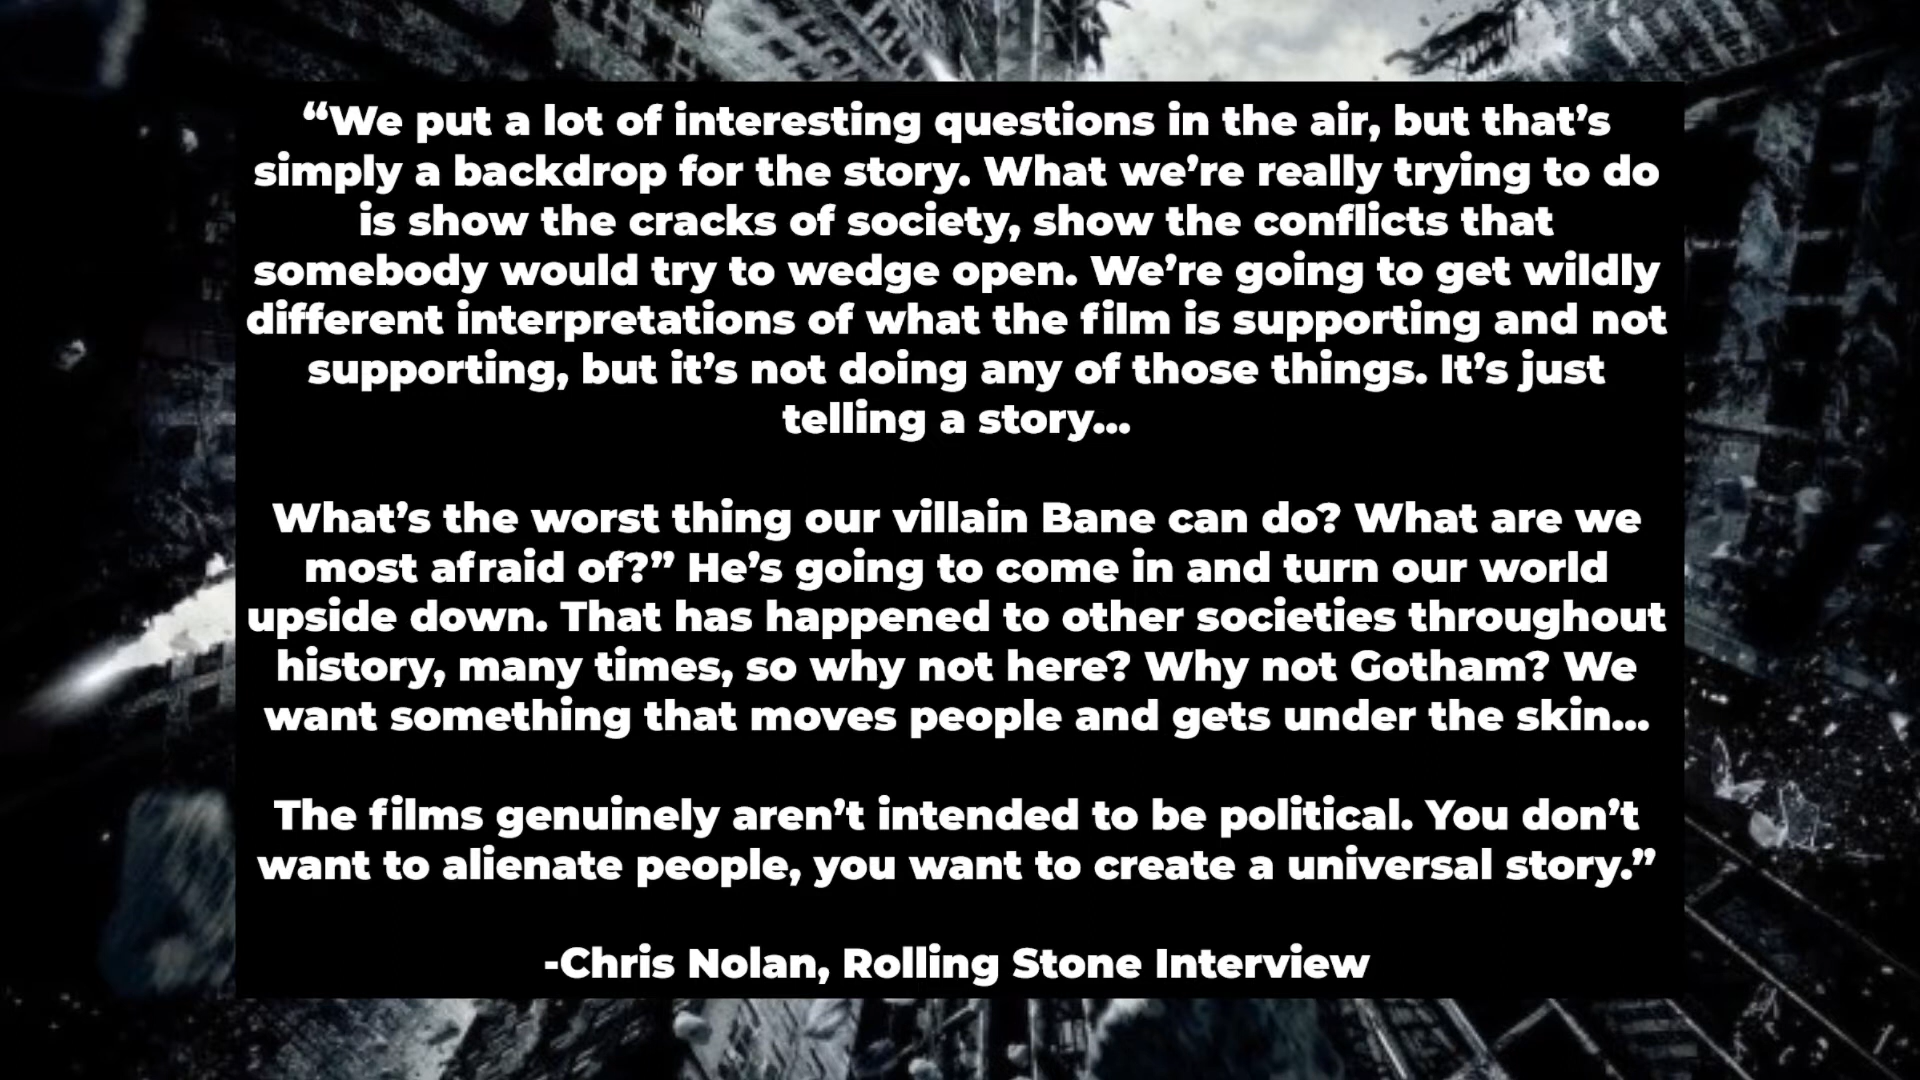 “We put a lot of interesting questions in the air, but that’s
simply a backdrop for the story. What we’re really trying to do
is show the cracks of society, show the conflicts that
somebody would try to wedge open. We’re going to get wildly
different interpretations of what the film is supporting and not
supporting, but it’s not doing any of those things. It’s just
telling a story...
What’s the worst thing our villain Bane can do? What are we
most afraid of?” He’s going to come in and turn our world
upside down. That has happened to other societies throughout
history, many times, so why not here? Why not Gotham? We
want something that moves people and gets under the skin...
The films genuinely aren’t intended to be political. You don’t
want to alienate people, you want to create a universal story.”
-Chris Nolan, Rolling Stone Interview